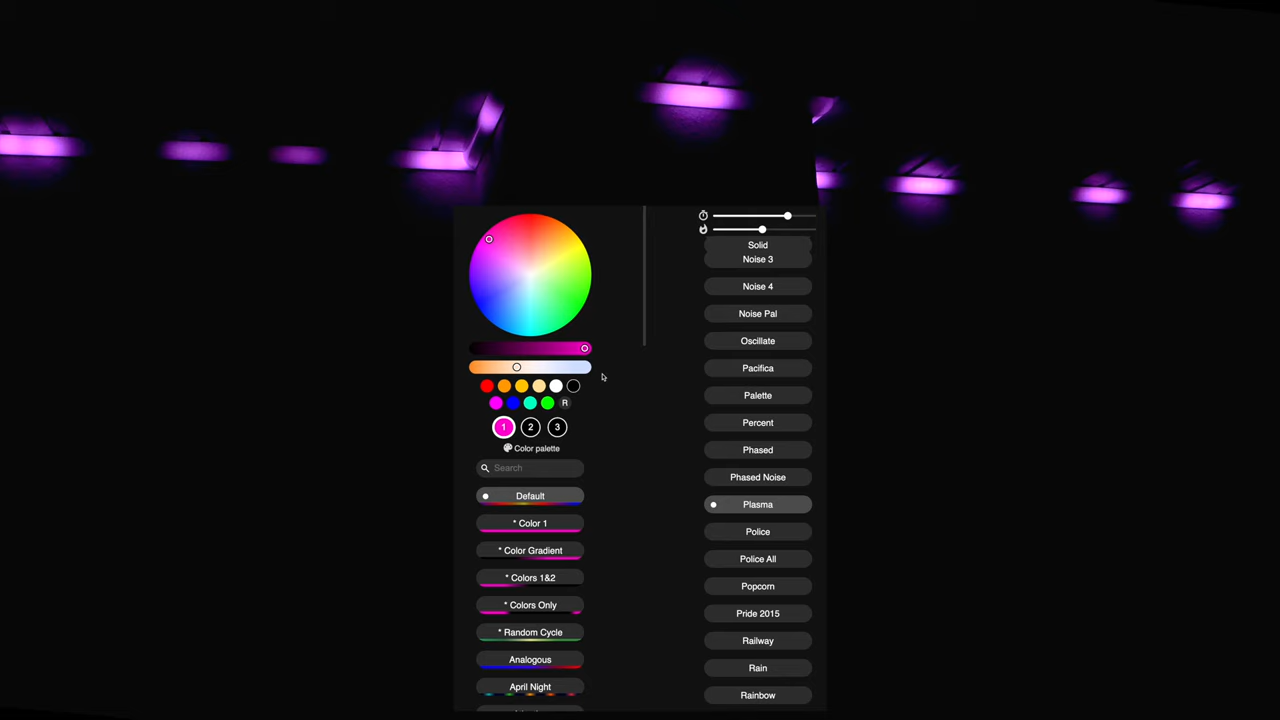 R
1
2
3
Color palette
Search
Default
* Color 1
* Color Gradient
* Colors 1&2
* Colors Only
* Random Cycle
Analogous
April Night
Solid
Noise 3
Noise 4
Noise Pal
Oscillate
Pacifica
Palette
Percent
Phased
Phased Noise
Plasma
Police
Police All
Popcorn
Pride 2015
Railway
Rain
Rainbow